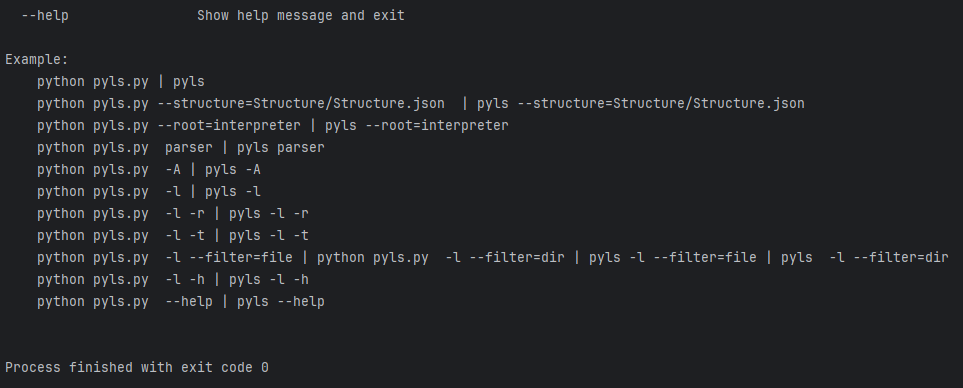 --help                Show help message and exit
Example:
python pyls.py | pyls
python pyls.py --structure=Structure/Structure.json  | pyls --structure=Structure/Structure.json
python pyls.py --root=interpreter | pyls --root=interpreter
python pyls.py  parser | pyls parser
python pyls.py  -A | pyls -A
python pyls.py  -l | pyls -l
python pyls.py  -l -r | pyls -l -r
python pyls.py  -l -t | pyls -l -t
python pyls.py  -l --filter=file | python pyls.py  -l --filter=dir | pyls -l --filter=file | pyls  -l --filter=dir
python pyls.py  -l -h | pyls -l -h
python pyls.py  --help | pyls --help
Process finished with exit code 0